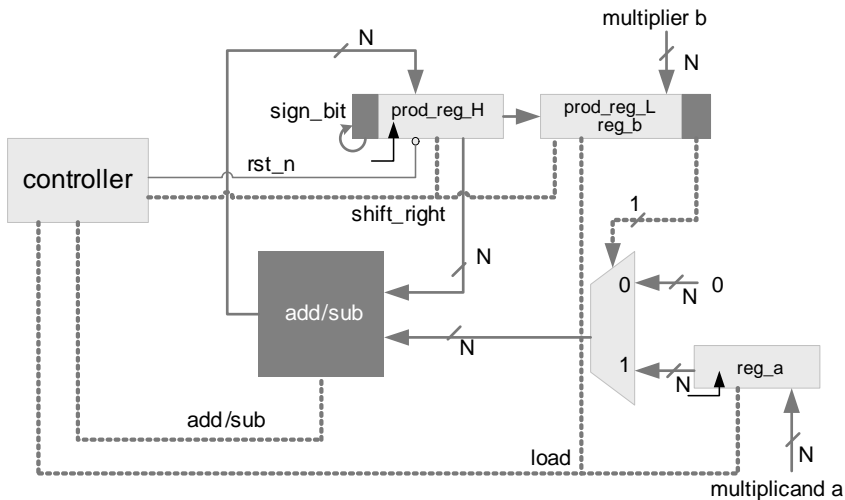 multiplier b
N
N
sign_bit
prod_reg_H
prod_reg_L
reg_b
controller
rst_n
shift_right
1
N
add/sub
0
N
0
N
1
N
reg_a
add/sub
load
N
multiplicand a